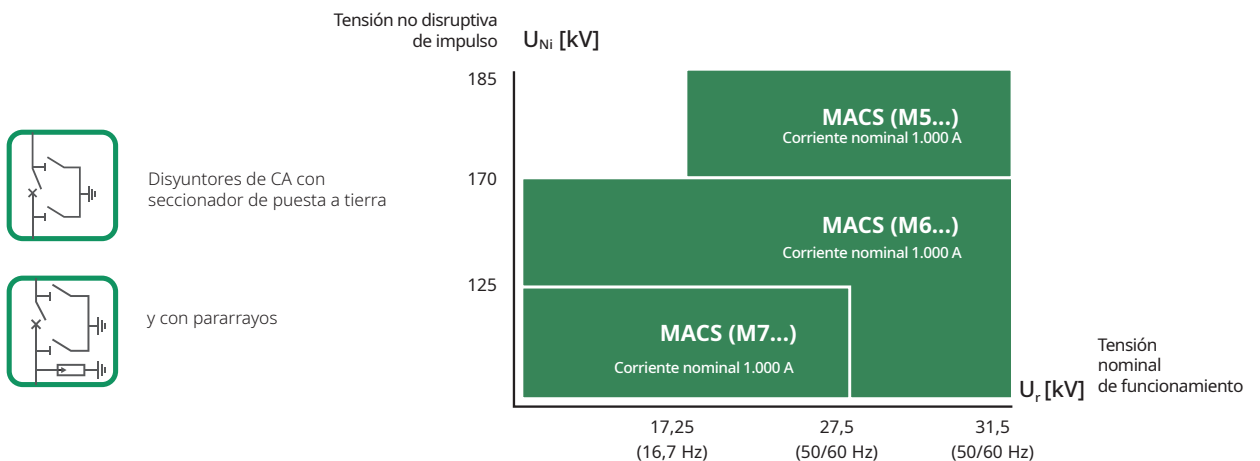 Tensión no disruptiva
de impulso
U_Ni [kV]
185
170
125
MACS (M5...)
Corriente nominal 1.000 A
MACS (M6...)
Corriente nominal 1.000 A
MACS (M7...)
Corriente nominal 1.000 A
Disyuntores de CA con
seccionador de puesta a tierra
y con pararrayos
U_r [kV]
Tensión
nominal
de funcionamiento
17,25
(16,7 Hz)
27,5
(50/60 Hz)
31,5
(50/60 Hz)